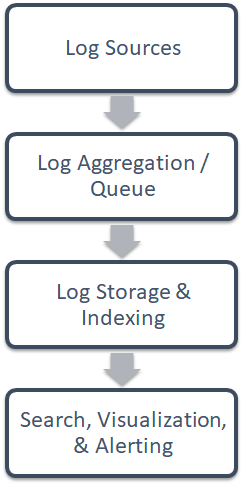 Log Sources
Log Aggregation /
Queue
Log Storage &
Indexing
Search, Visualization,
& Alerting